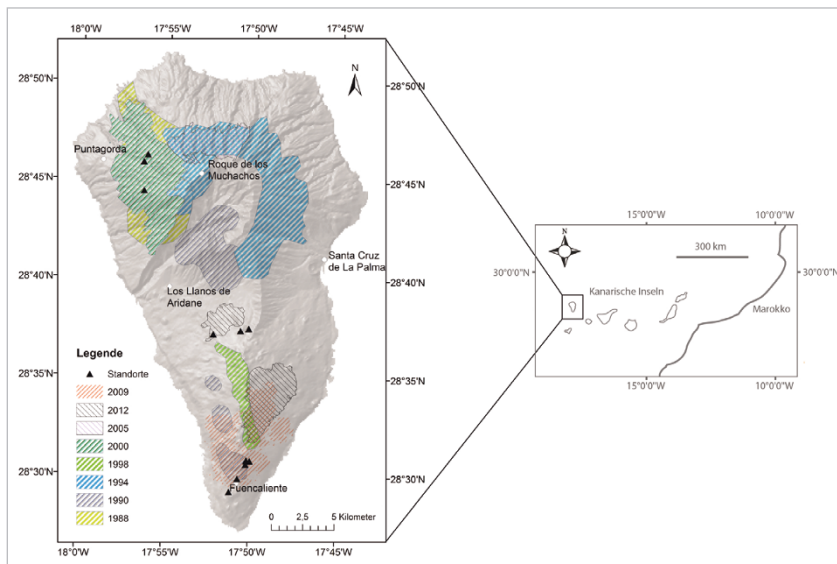 18°0'W 17°55'W 17°50'W 17°45'W
28°50'N
28°45'N
28°40'N
28°35'N
28°30'N
28°50'N
28°45'N
28°40'N
28°35'N
28°30'N
N
Puntagorda
Roque de los
Muchachos
Santa Cruz
de La Palma
Los Llanos de
Aridane
Fuencaliente
Legende
Standorte
2009
2012
2005
2000
1998
1994
1990
1988
0 2,5 5 Kilometer
18°0'W 17°55'W 17°50'W 17°45'W
15°0'0"W 10°0'0"W
N
300 km
30°0'0"N 30°0'0"N
Kanarische Inseln
Marokko
15°0'0"W 10°0'0"W